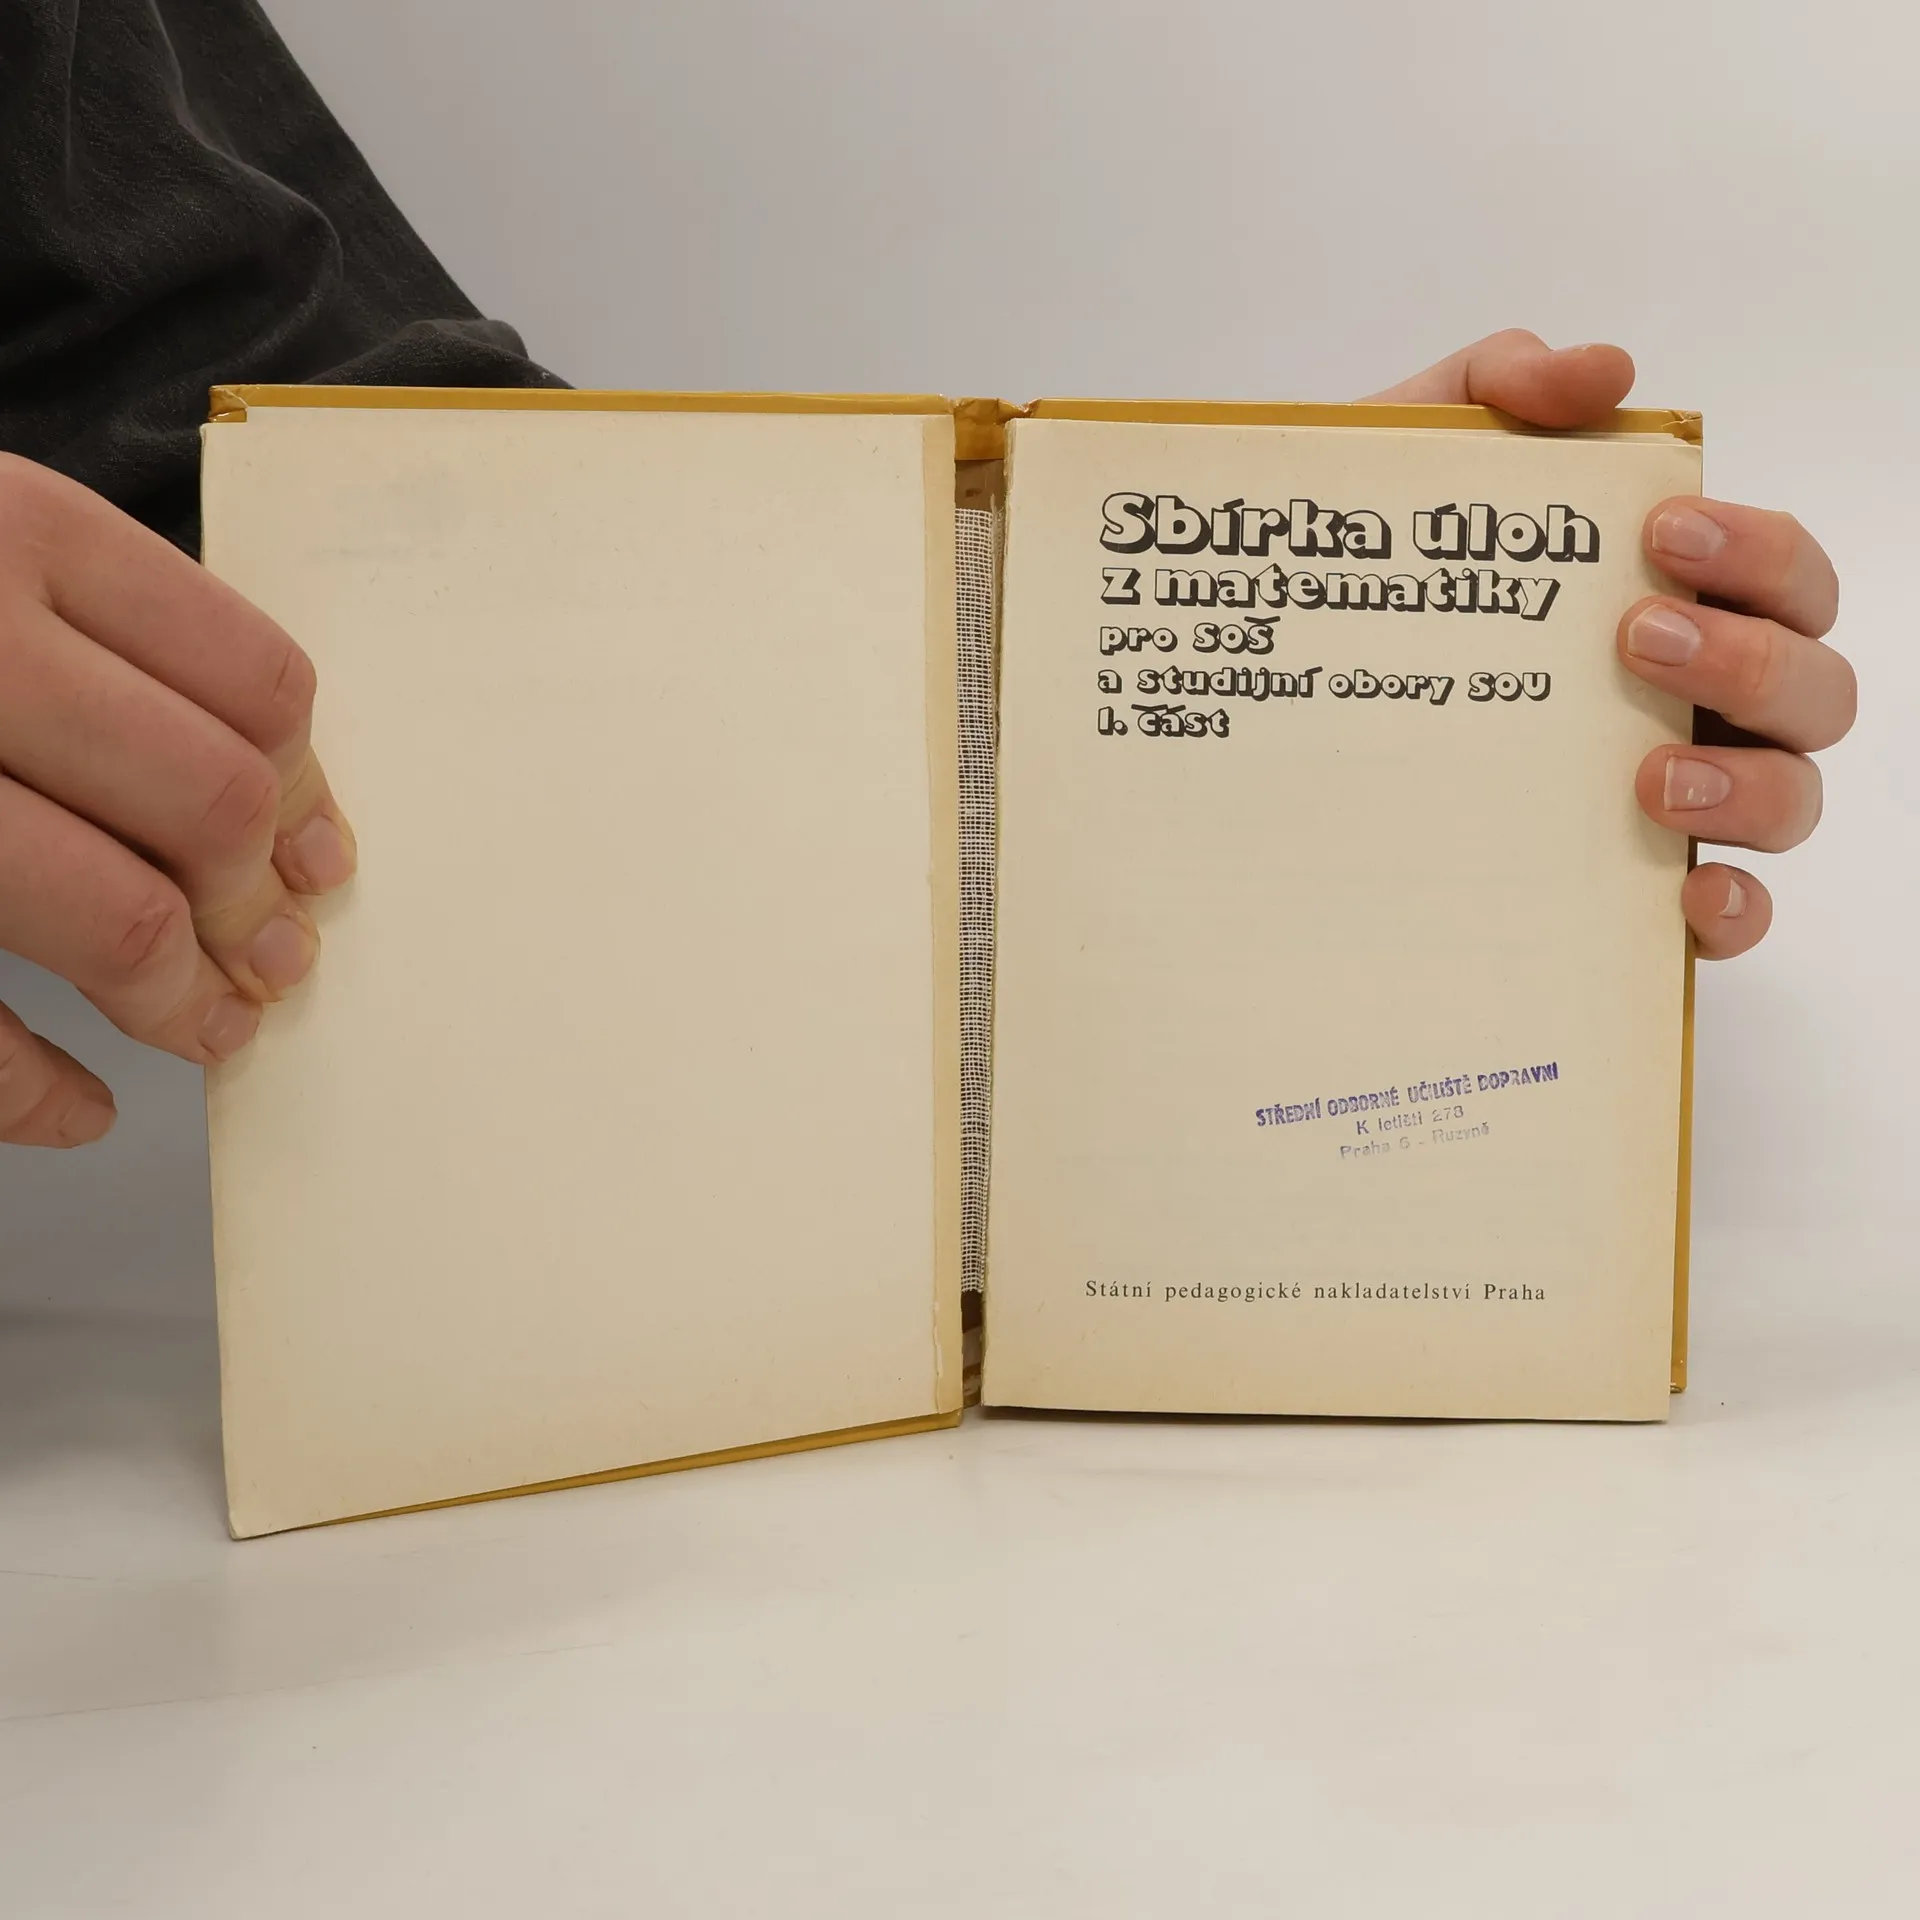 Sbírka úloh
z matematiky
pro SOŠ
a studijní obory SOU
I. část
STŘEDNÍ ODBORNÉ UČILIŠTĚ DOPRAVNÍ
K letišti 278
Praha 6 - Ruzyně
Státní pedagogické nakladatelství Praha